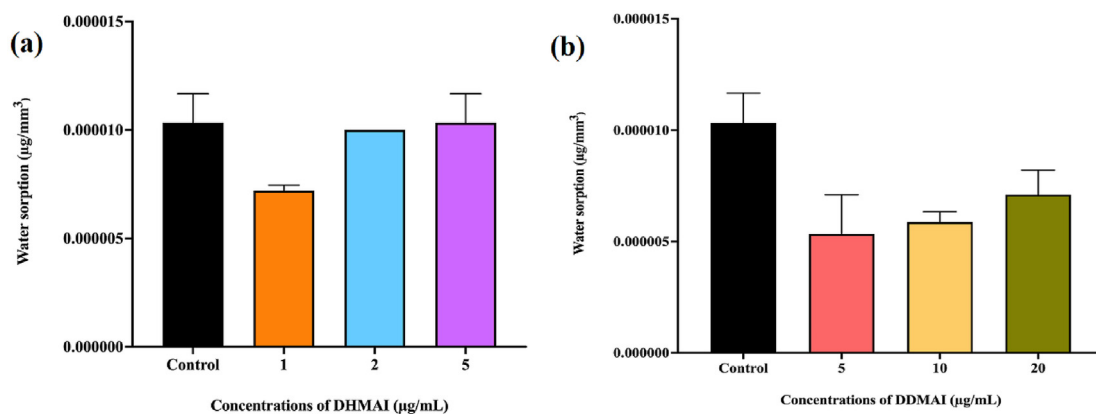 (a)
Water sorption (µg/mm³)
0.000015
0.000010
0.000005
0.000000
Control 1 2 5
Concentrations of DHMAI (µg/mL)
(b)
Water sorption (µg/mm³)
0.000015
0.000010
0.000005
0.000000
Control 5 10 20
Concentrations of DDMAI (µg/mL)